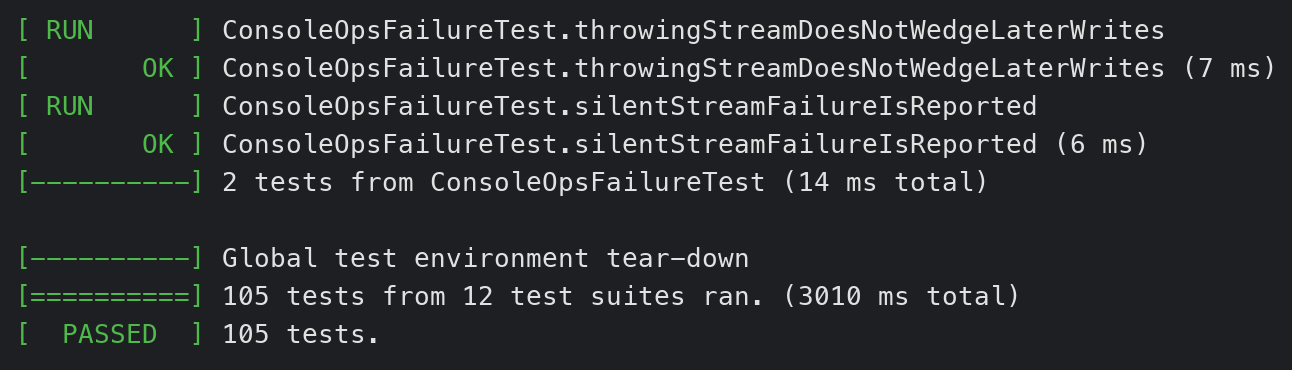 [ RUN      ] ConsoleOpsFailureTest.throwingStreamDoesNotWedgeLaterWrites
[       OK ] ConsoleOpsFailureTest.throwingStreamDoesNotWedgeLaterWrites (7 ms)
[ RUN      ] ConsoleOpsFailureTest.silentStreamFailureIsReported
[       OK ] ConsoleOpsFailureTest.silentStreamFailureIsReported (6 ms)
[----------] 2 tests from ConsoleOpsFailureTest (14 ms total)

[----------] Global test environment tear-down
[==========] 105 tests from 12 test suites ran. (3010 ms total)
[  PASSED  ] 105 tests.